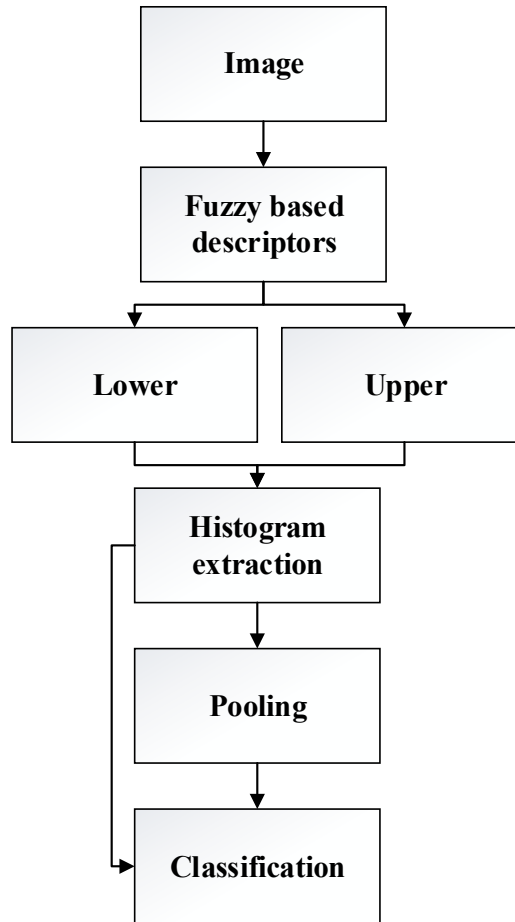 Image
Fuzzy based
descriptors
Lower
Upper
Histogram
extraction
Pooling
Classification